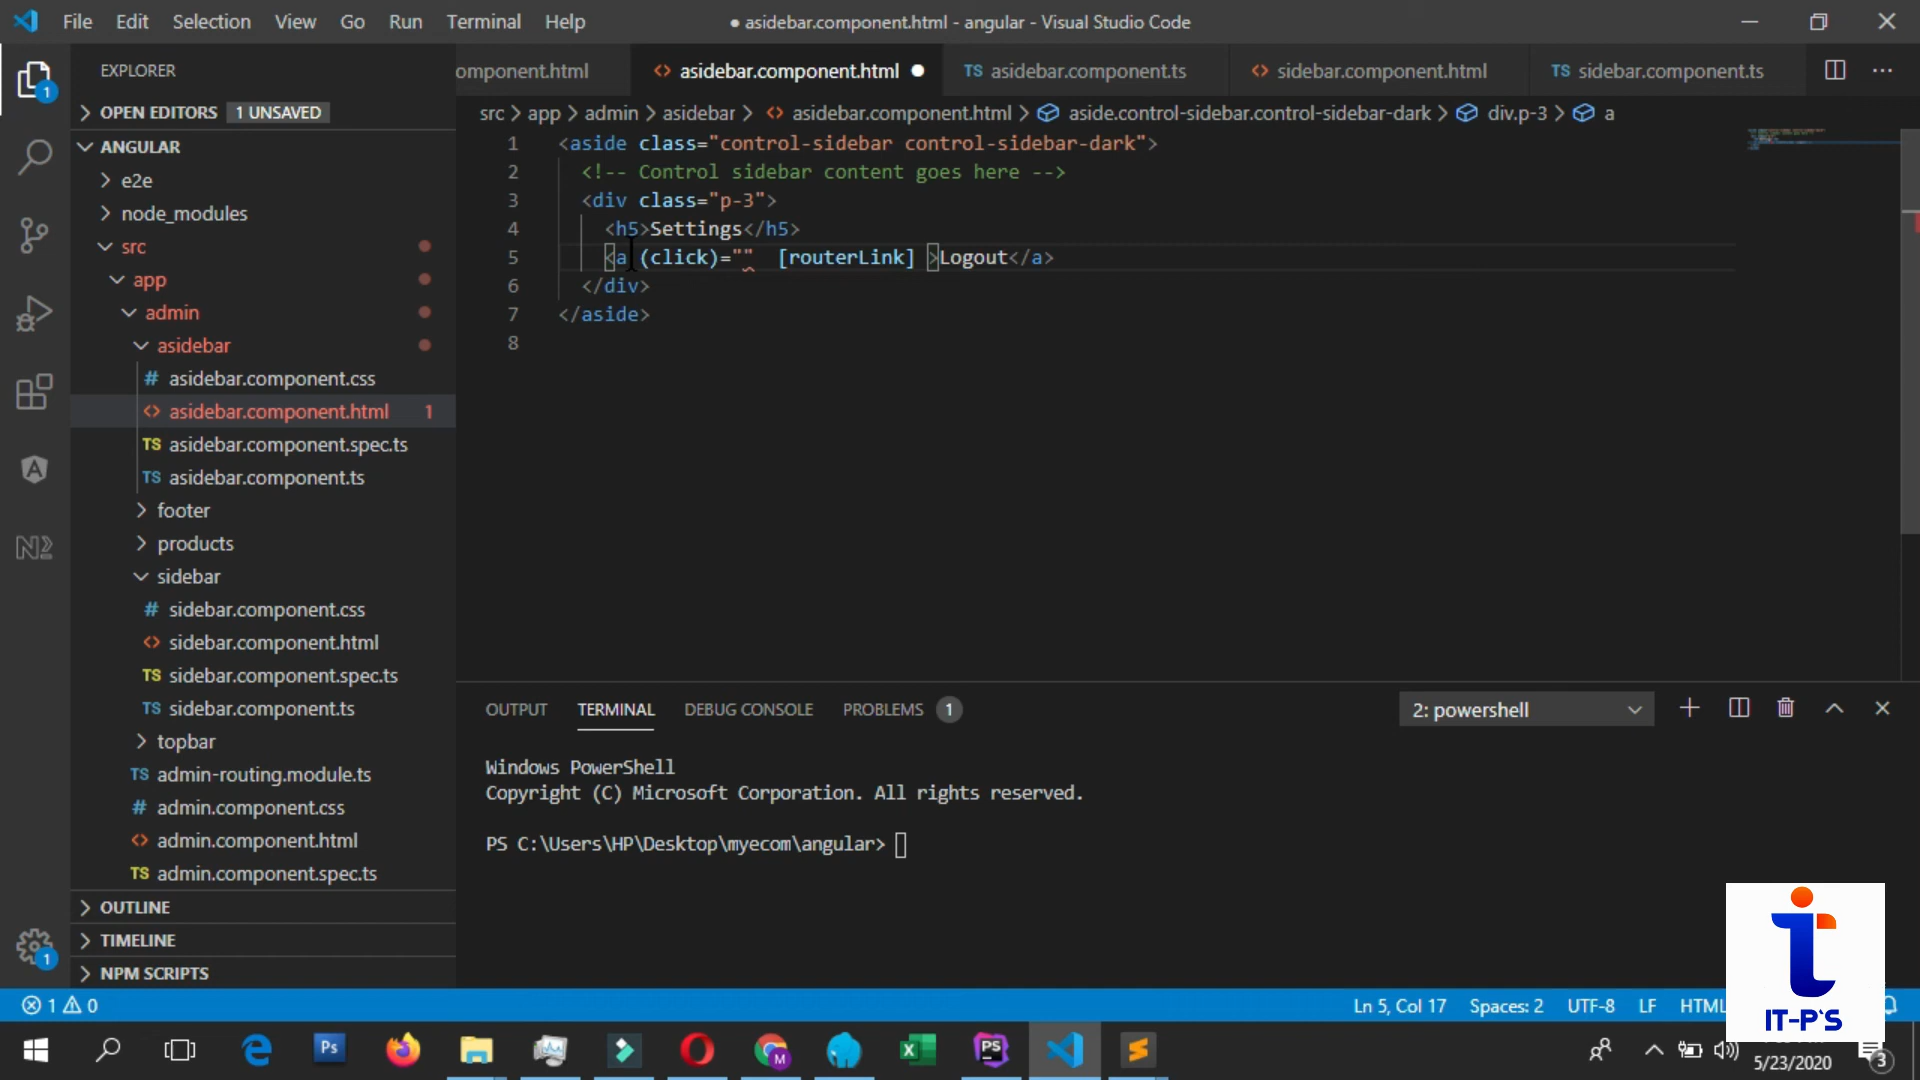 File Edit Selection View Go Run Terminal Help
● asidebar.component.html - angular - Visual Studio Code
EXPLORER
omponent.html
asidebar.component.html
TS asidebar.component.ts
sidebar.component.html
TS sidebar.component.ts
OPEN EDITORS 1 UNSAVED
src > app > admin > asidebar > asidebar.component.html > aside.control-sidebar.control-sidebar-dark > div.p-3 > a
ANGULAR
e2e
node_modules
src
app
admin
asidebar
# asidebar.component.css
asidebar.component.html 1
TS asidebar.component.spec.ts
TS asidebar.component.ts
footer
products
sidebar
# sidebar.component.css
sidebar.component.html
TS sidebar.component.spec.ts
TS sidebar.component.ts
topbar
TS admin-routing.module.ts
# admin.component.css
admin.component.html
TS admin.component.spec.ts
OUTLINE
TIMELINE
NPM SCRIPTS
1 <aside class="control-sidebar control-sidebar-dark">
2 <!-- Control sidebar content goes here -->
3 <div class="p-3">
4 <h5>Settings</h5>
5 <a (click)=""  [routerLink] >Logout</a>
6 </div>
7 </aside>
8
OUTPUT TERMINAL DEBUG CONSOLE PROBLEMS 1
2: powershell
Windows PowerShell
Copyright (C) Microsoft Corporation. All rights reserved.
PS C:\Users\HP\Desktop\myecom\angular>
1 0
Ln 5, Col 17 Spaces: 2 UTF-8 LF HTML
IT-P'S
5/23/2020
3